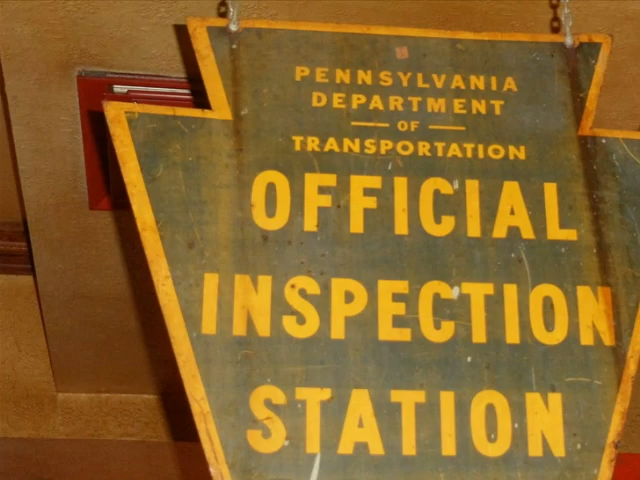 PENNSYLVANIA
DEPARTMENT
— OF —
TRANSPORTATION
OFFICIAL
INSPECTION
STATION